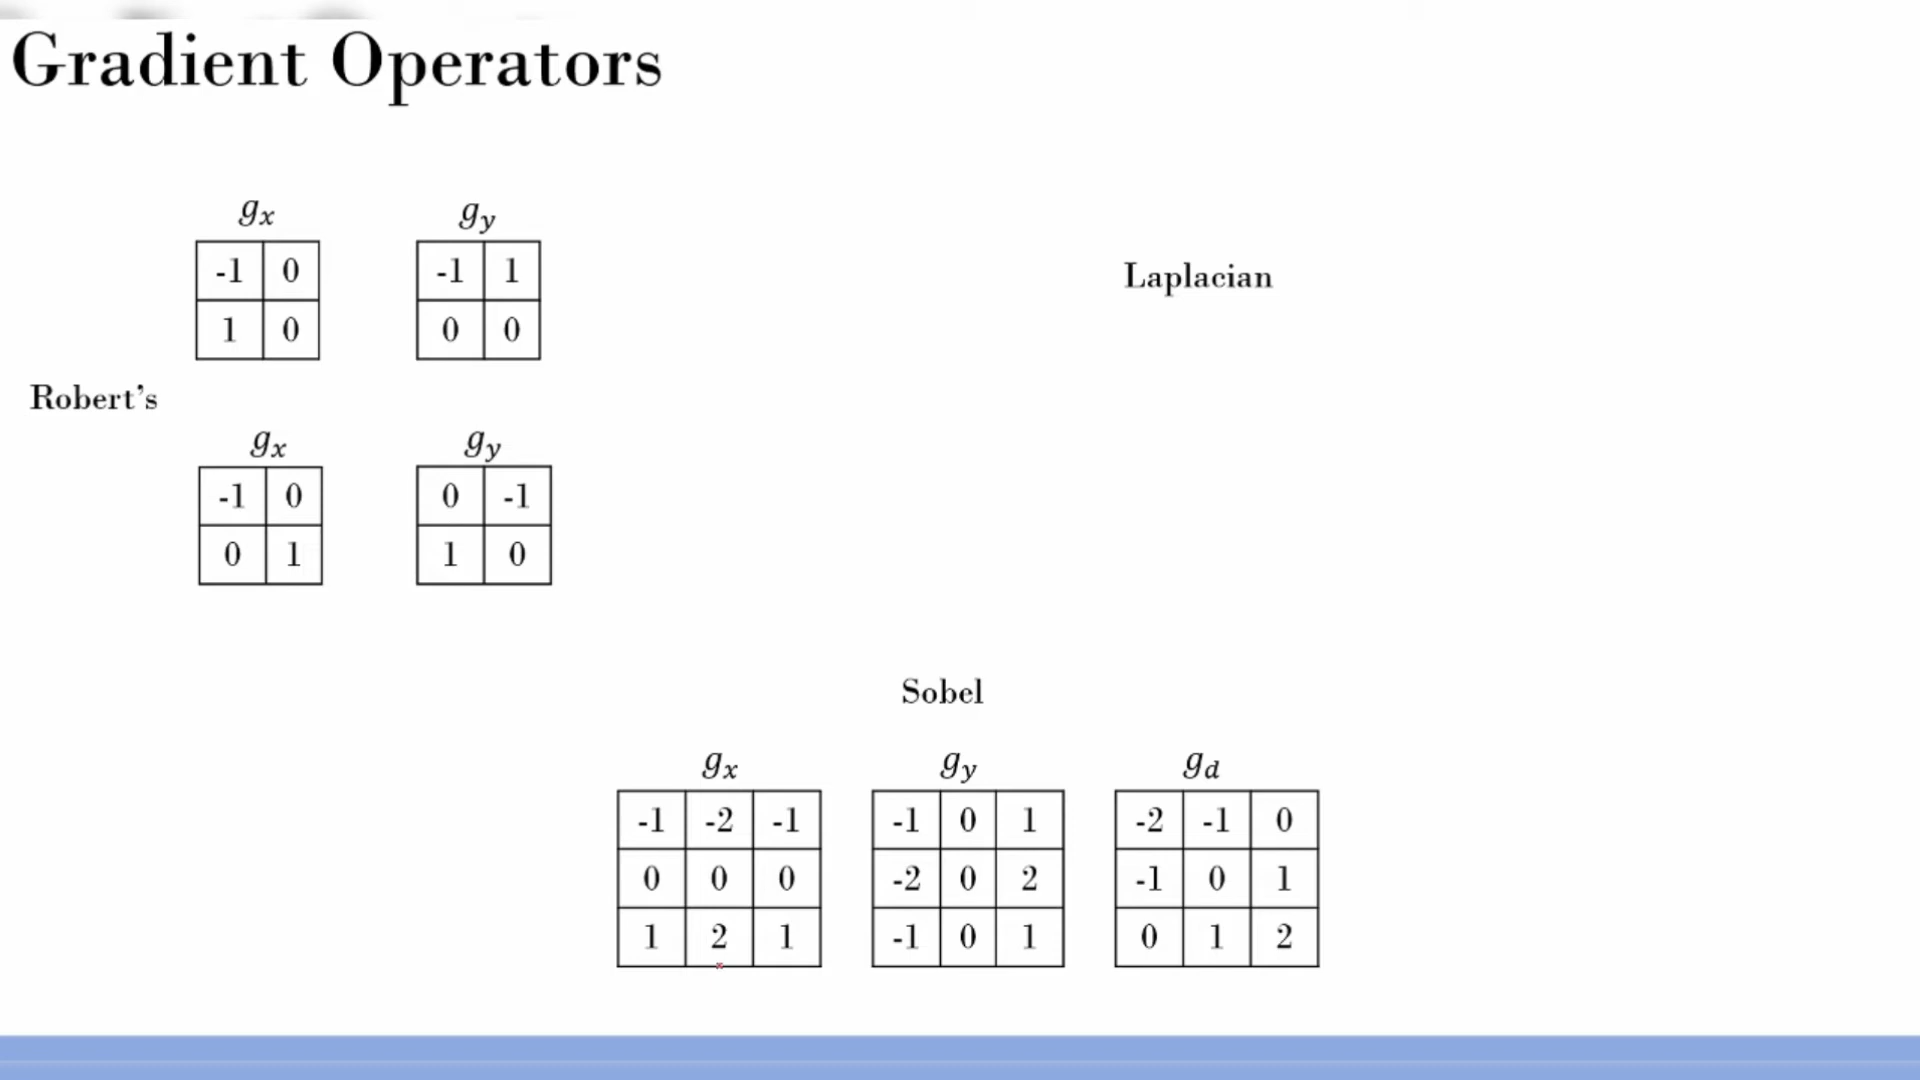 Gradient Operators
gx gy
-1 0 -1 1
1 0 0 0
Laplacian
Robert's
gx gy
-1 0 0 -1
0 1 1 0
Sobel
gx gy gd
-1 -2 -1 -1 0 1 -2 -1 0
0 0 0 -2 0 2 -1 0 1
1 2 1 -1 0 1 0 1 2